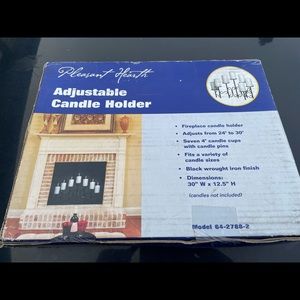 Pleasant Hearth
Adjustable
Candle Holder
• Fireplace candle holder
• Adjusts from 24" to 30"
• Seven 4" candle cups
with candle pins
• Fits a variety of
candle sizes
• Black wrought iron finish
• Dimensions:
30" W x 12.5" H
(candles not included)
Model 64-2788-2